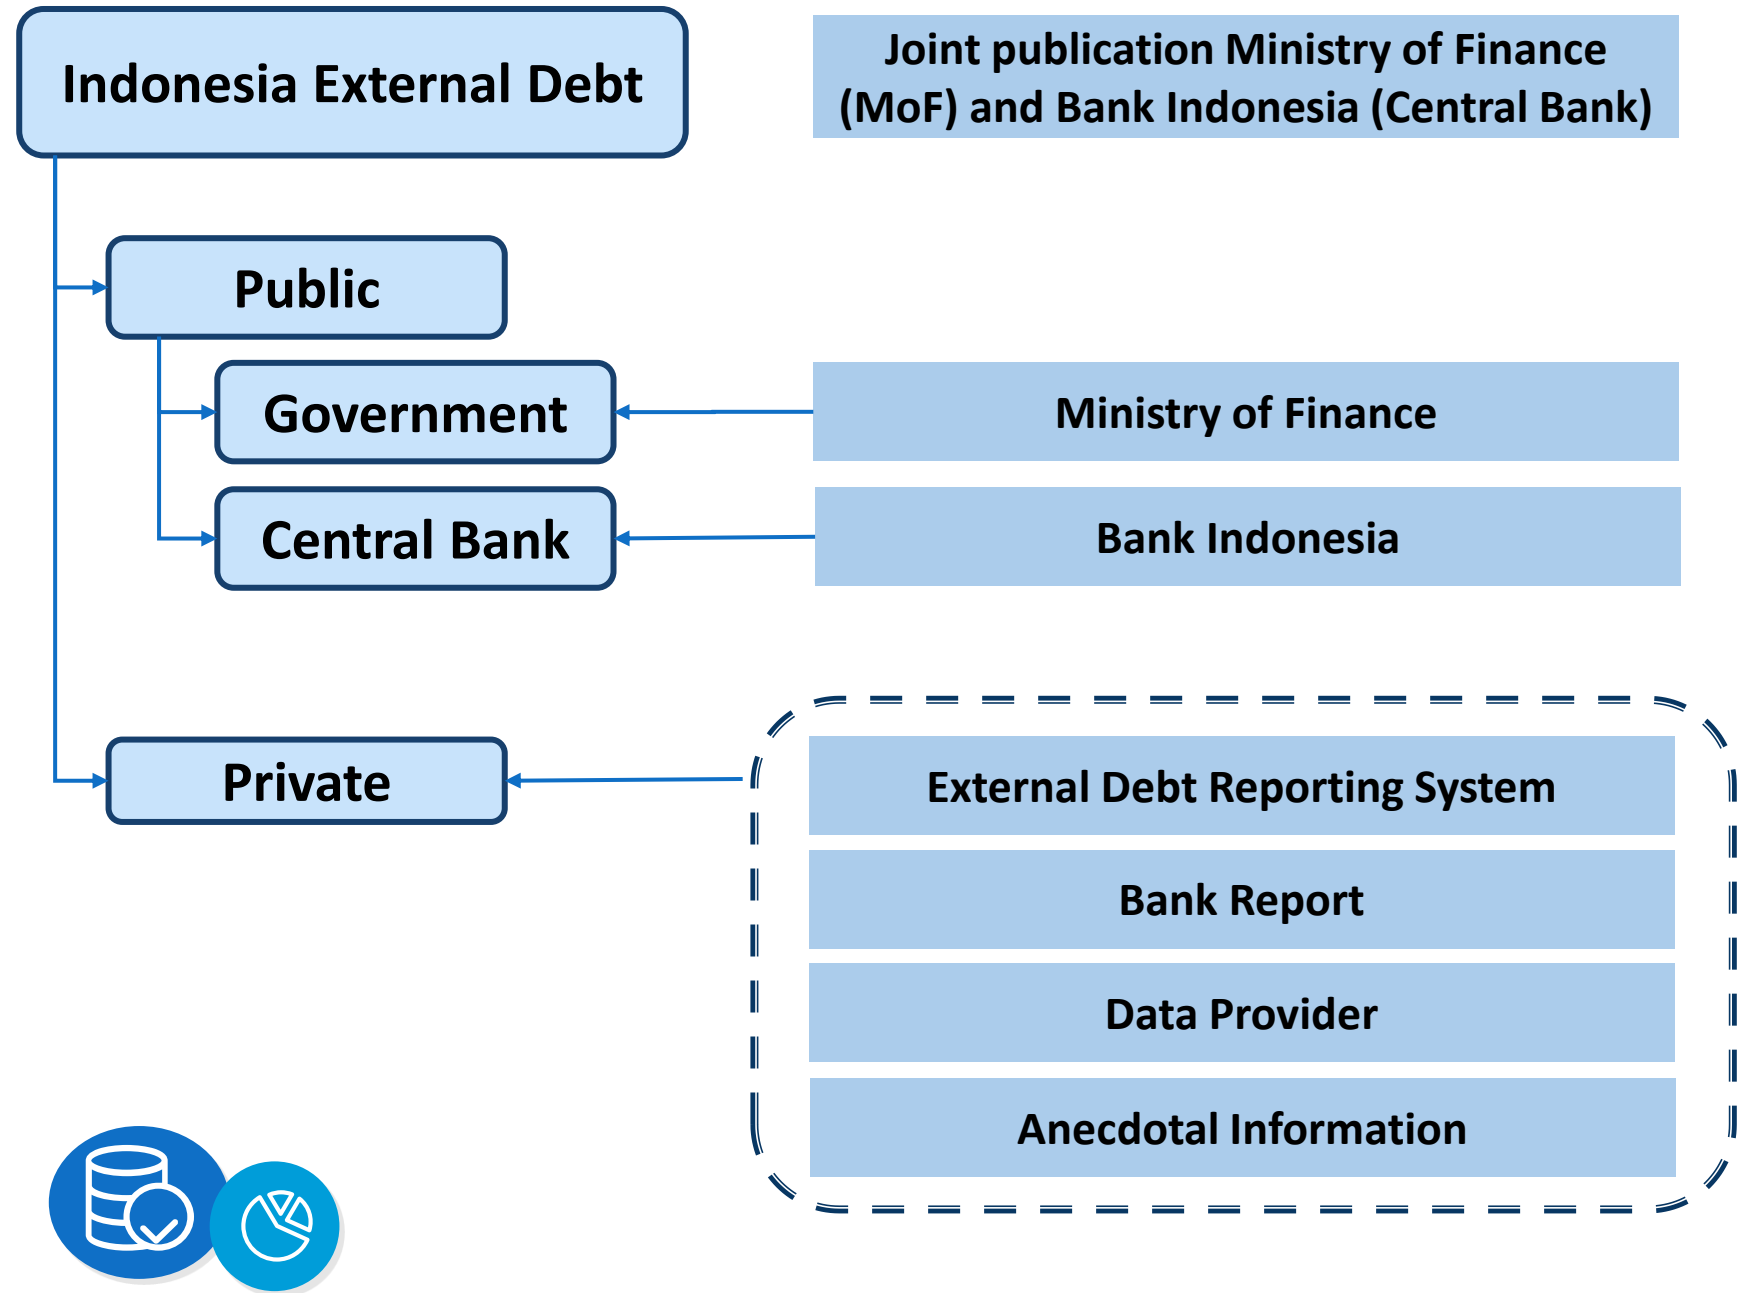 Indonesia External Debt
Joint publication Ministry of Finance
(MoF) and Bank Indonesia (Central Bank)
Public
Government
Ministry of Finance
Central Bank
Bank Indonesia
Private
External Debt Reporting System
Bank Report
Data Provider
Anecdotal Information